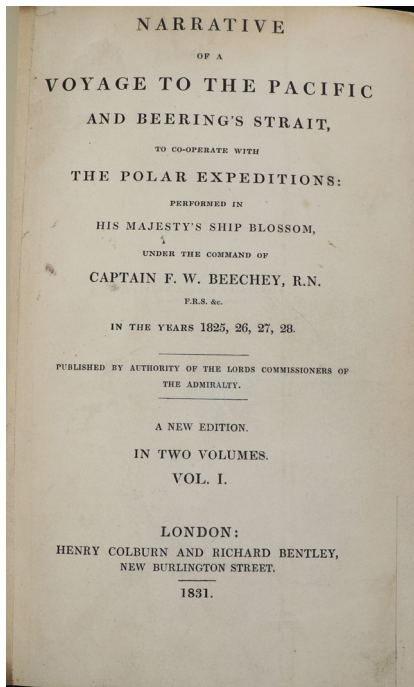 NARRATIVE
OF A
VOYAGE TO THE PACIFIC
AND BEERING'S STRAIT,
TO CO-OPERATE WITH
THE POLAR EXPEDITIONS:
PERFORMED IN
HIS MAJESTY'S SHIP BLOSSOM,
UNDER THE COMMAND OF
CAPTAIN F. W. BEECHEY, R.N.
F.R.S. &c.
IN THE YEARS 1825, 26, 27, 28.
PUBLISHED BY AUTHORITY OF THE LORDS COMMISSIONERS OF
THE ADMIRALTY.
A NEW EDITION.
IN TWO VOLUMES.
VOL. I.
LONDON:
HENRY COLBURN AND RICHARD BENTLEY,
NEW BURLINGTON STREET.
1831.